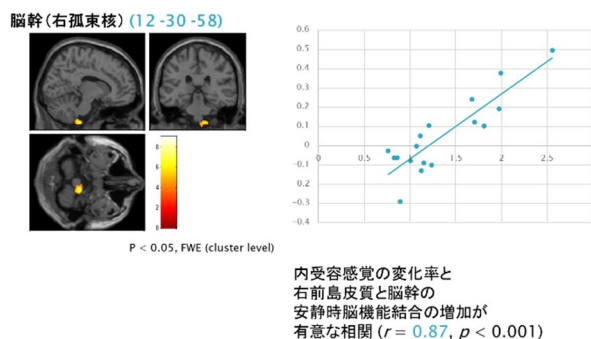 脳幹(右孤束核) (12 -30 -58)
8
6
4
2
0
P < 0.05, FWE (cluster level)
0.6
0.5
0.4
0.3
0.2
0.1
0
-0.1
-0.2
-0.3
-0.4
0 0.5 1 1.5 2 2.5
内受容感覚の変化率と
右前島皮質と脳幹の
安静時脳機能結合の増加が
有意な相関 (r = 0.87, p < 0.001)